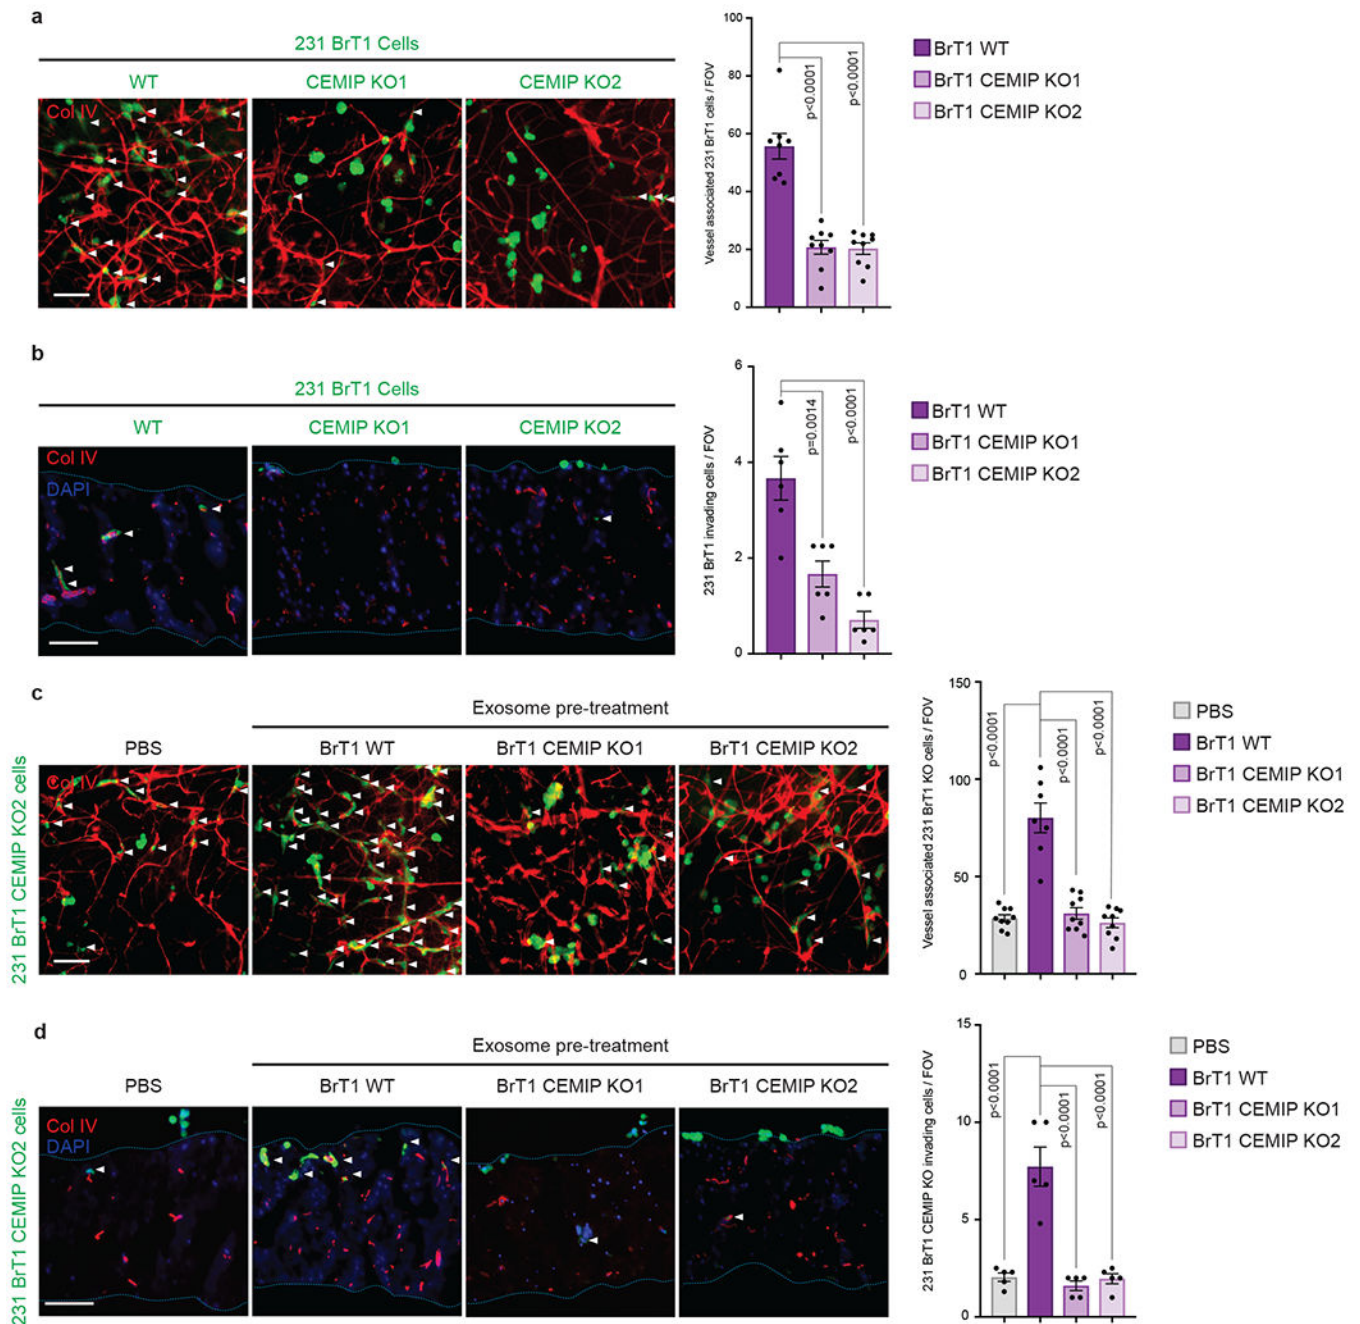 a
231 BrT1 Cells
WT
CEMIP KO1
CEMIP KO2
Col IV
Vessel associated 231 BrT1 cells / FOV
100
80
60
40
20
0
p<0.0001
p<0.0001
BrT1 WT
BrT1 CEMIP KO1
BrT1 CEMIP KO2
b
231 BrT1 Cells
WT
CEMIP KO1
CEMIP KO2
Col IV
DAPI
231 BrT1 invading cells / FOV
6
4
2
0
p=0.0014
p<0.0001
BrT1 WT
BrT1 CEMIP KO1
BrT1 CEMIP KO2
c
Exosome pre-treatment
PBS
BrT1 WT
BrT1 CEMIP KO1
BrT1 CEMIP KO2
231 BrT1 CEMIP KO2 cells
Col IV
Vessel associated 231 BrT1 KO cells / FOV
150
100
50
0
p<0.0001
p<0.0001
p<0.0001
PBS
BrT1 WT
BrT1 CEMIP KO1
BrT1 CEMIP KO2
d
Exosome pre-treatment
PBS
BrT1 WT
BrT1 CEMIP KO1
BrT1 CEMIP KO2
231 BrT1 CEMIP KO2 cells
Col IV
DAPI
231 BrT1 CEMIP KO invading cells / FOV
15
10
5
0
p<0.0001
p<0.0001
p<0.0001
PBS
BrT1 WT
BrT1 CEMIP KO1
BrT1 CEMIP KO2